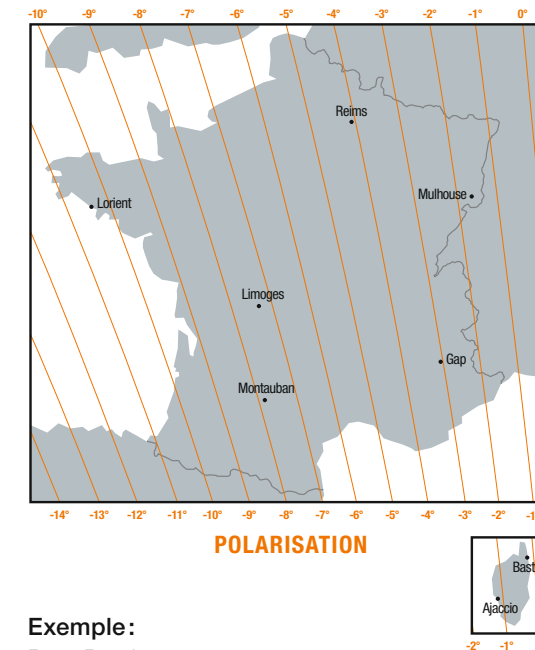 -10° -9° -8° -7° -6° -5° -4° -3° -2° -1° 0°
Reims
Mulhouse
Lorient
Limoges
Gap
Montauban
-14° -13° -12° -11° -10° -9° -8° -7° -6° -5° -4° -3° -2° -1
POLARISATION
Bast
Ajaccio
Exemple:
-2° -1°